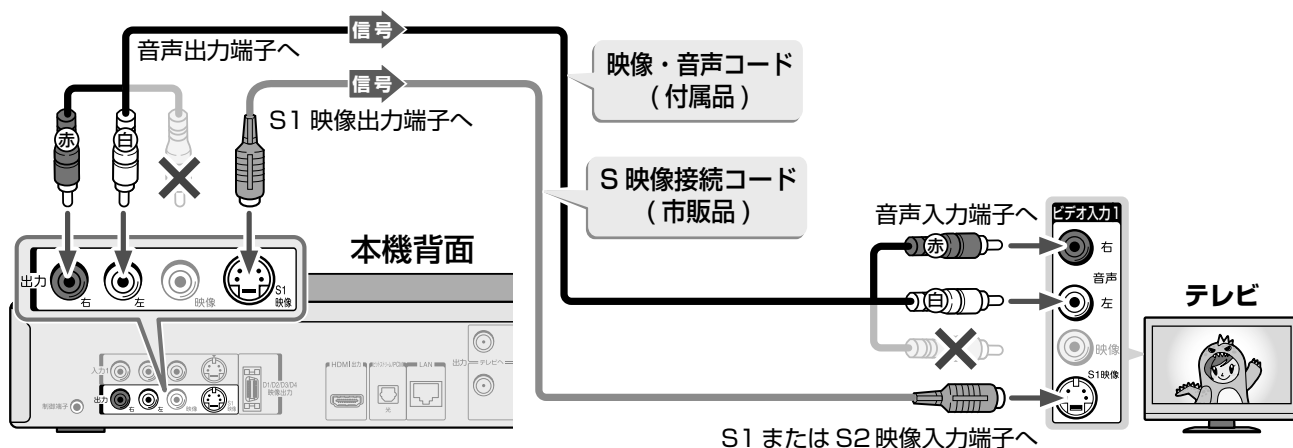 信号
音声出力端子へ
信号
S1 映像出力端子へ
映像・音声コード
( 付属品 )
S 映像接続コード
( 市販品 )
赤
白
本機背面
出力
右
左
映像
S1
映像
音声入力端子へ
ビデオ入力1
赤
右
音声
白
左
映像
S1映像
テレビ
入力1
出力
右
左
映像
S1
映像
D1/D2/D3/D4
映像出力
制御端子
HDMI出力
光
LAN
出力
テレビへ
S1 または S2 映像入力端子へ